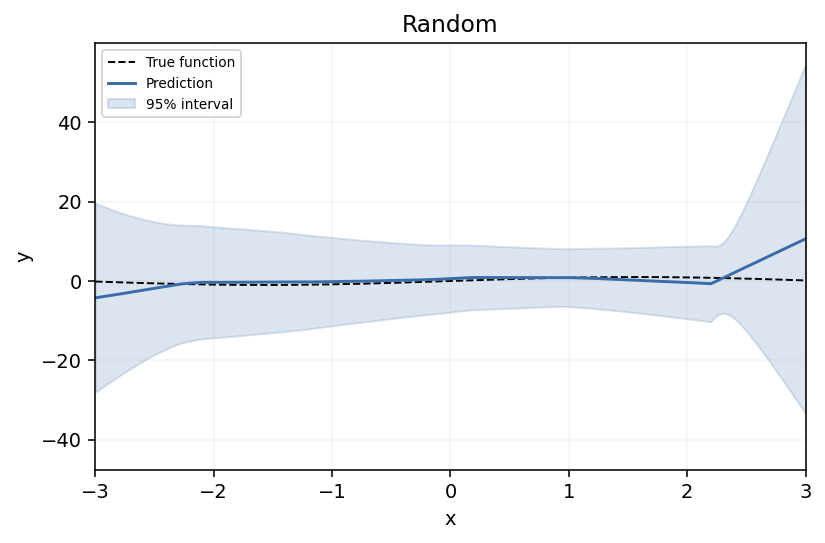 Random
True function
Prediction
95% interval
y
40
20
0
−20
−40
−3
−2
−1
0
1
2
3
x